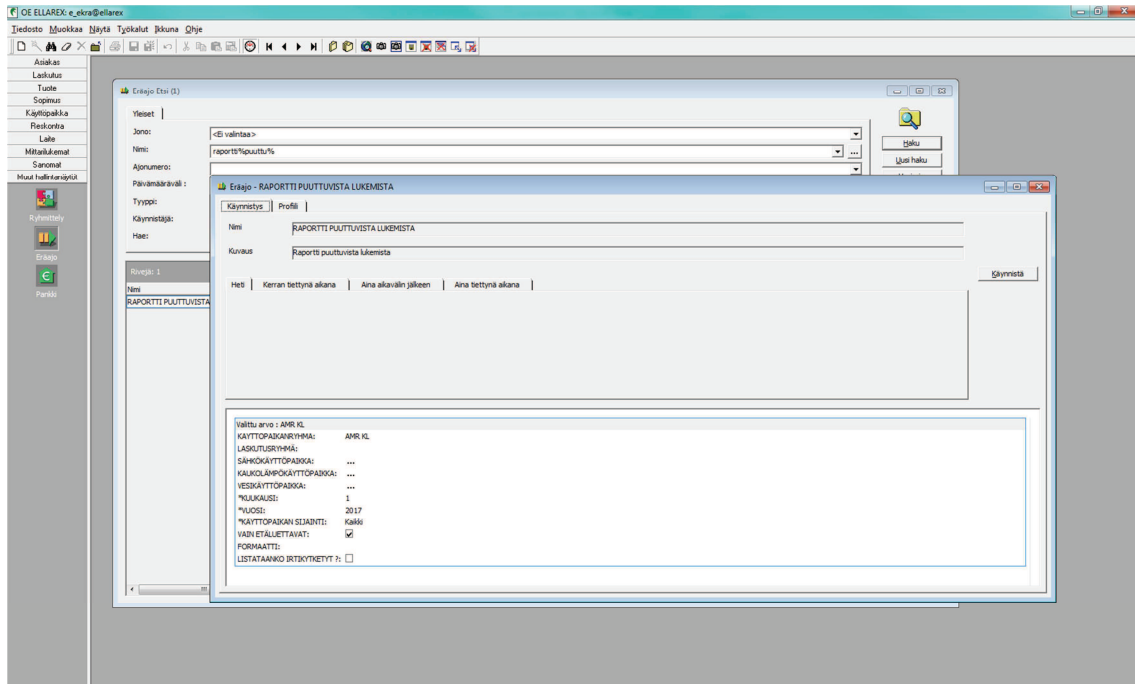 OE ELLAREX: e_ekra@ellarex
Tiedosto Muokkaa Näytä Työkalut Ikkuna Ohje
Asiakas
Laskutus
Tuote
Sopimus
Käyttöpaikka
Reskontra
Laite
Mittarilukemat
Sanomat
Muut hallintanäytöt
Ryhmittely
Eräajo
Pankki
Eräajo Etsi (1)
Yleiset
Jono: <Ei valintaa>
Nimi: raportti%puuttu% ...
Ajonumero:
Päivämääräväli :
Tyyppi:
Käynnistäjä:
Hae:
Haku
Uusi haku
Rivejä: 1
Nimi
RAPORTTI PUUTTUVISTA
Eräajo - RAPORTTI PUUTTUVISTA LUKEMISTA
Käynnistys Profiili
Nimi RAPORTTI PUUTTUVISTA LUKEMISTA
Kuvaus Raportti puuttuvista lukemista
Käynnistä
Heti Kerran tiettynä aikana Aina aikavälin jälkeen Aina tiettynä aikana
Valittu arvo : AMR KL
KAYTTOPAIKANRYHMA: AMR KL
LASKUTUSRYHMÄ:
SÄHKÖKÄYTTÖPAIKKA: ...
KAUKOLÄMPÖKÄYTTÖPAIKKA: ...
VESIKÄYTTÖPAIKKA: ...
*KUUKAUSI: 1
*VUOSI: 2017
*KÄYTTÖPAIKAN SIJAINTI: Kaikki
VAIN ETÄLUETTAVAT:
FORMAATTI:
LISTATAANKO IRTIKYTKETYT ?: